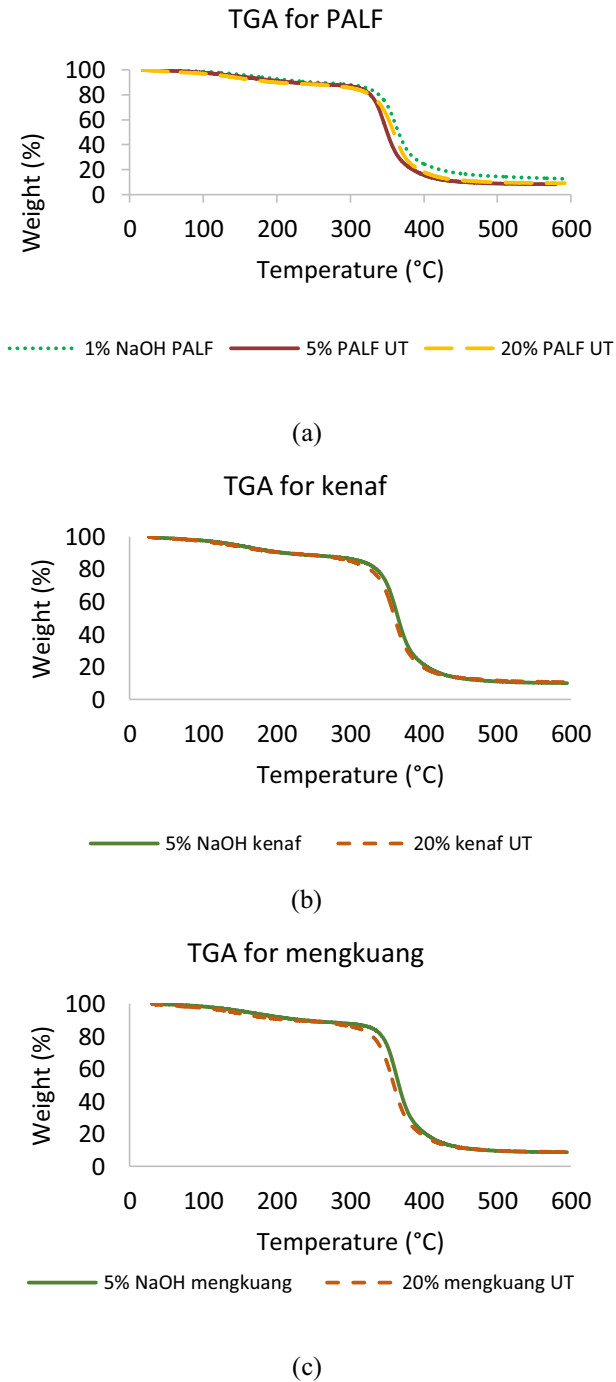 TGA for PALF
100
80
60
40
20
0
0 100 200 300 400 500 600
Weight (%)
Temperature (°C)
1% NaOH PALF 5% PALF UT 20% PALF UT
(a)
TGA for kenaf
100
80
60
40
20
0
0 100 200 300 400 500 600
Weight (%)
Temperature (°C)
5% NaOH kenaf 20% kenaf UT
(b)
TGA for mengkuang
100
80
60
40
20
0
0 100 200 300 400 500 600
Weight (%)
Temperature (°C)
5% NaOH mengkuang 20% mengkuang UT
(c)